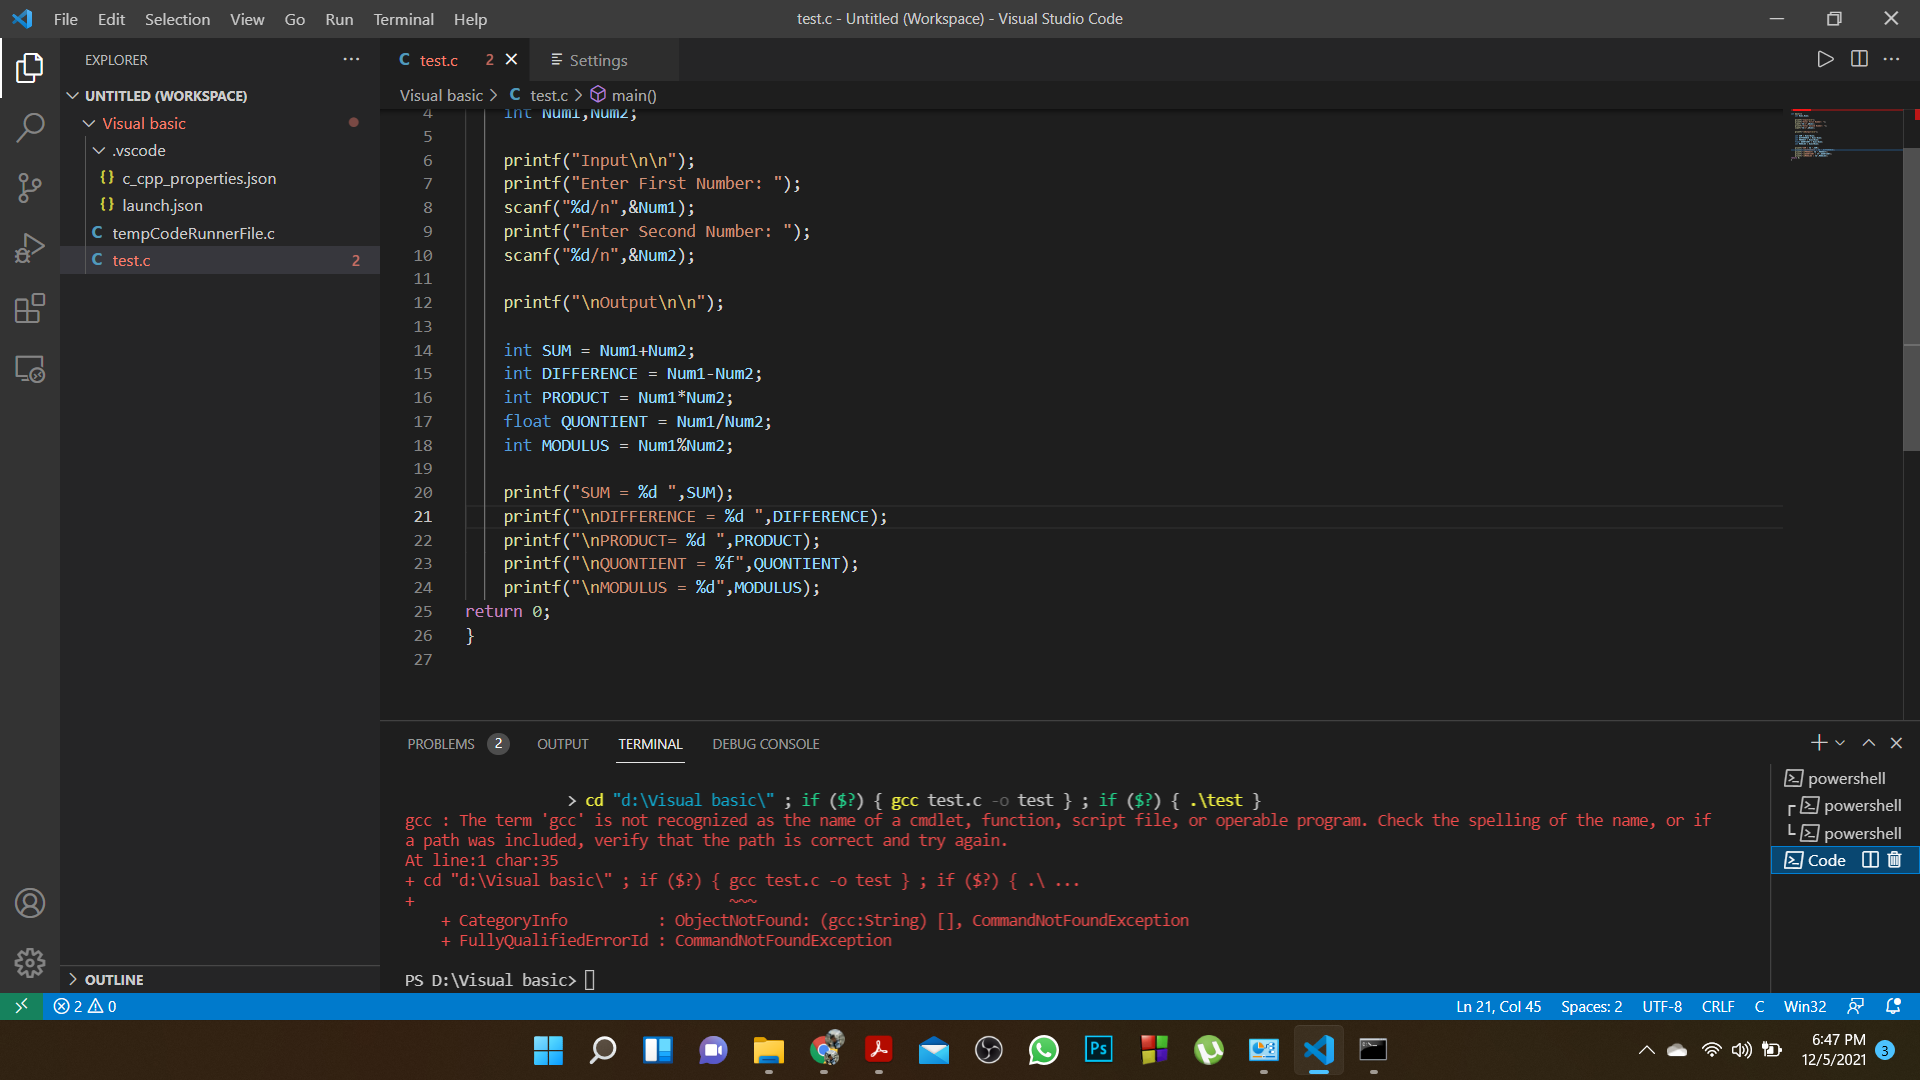 File Edit Selection View Go Run Terminal Help
test.c - Untitled (Workspace) - Visual Studio Code
EXPLORER
UNTITLED (WORKSPACE)
Visual basic
.vscode
{} c_cpp_properties.json
{} launch.json
C tempCodeRunnerFile.c
C test.c 2
OUTLINE
C test.c 2
Settings
Visual basic > C test.c > main()
4 int Num1,Num2;
5
6 printf("Input\n\n");
7 printf("Enter First Number: ");
8 scanf("%d/n",&Num1);
9 printf("Enter Second Number: ");
10 scanf("%d/n",&Num2);
11
12 printf("\nOutput\n\n");
13
14 int SUM = Num1+Num2;
15 int DIFFERENCE = Num1-Num2;
16 int PRODUCT = Num1*Num2;
17 float QUONTIENT = Num1/Num2;
18 int MODULUS = Num1%Num2;
19
20 printf("SUM = %d ",SUM);
21 printf("\nDIFFERENCE = %d ",DIFFERENCE);
22 printf("\nPRODUCT= %d ",PRODUCT);
23 printf("\nQUONTIENT = %f",QUONTIENT);
24 printf("\nMODULUS = %d",MODULUS);
25 return 0;
26 }
27
PROBLEMS 2 OUTPUT TERMINAL DEBUG CONSOLE
> cd "d:\Visual basic\" ; if ($?) { gcc test.c -o test } ; if ($?) { .\test }
gcc : The term 'gcc' is not recognized as the name of a cmdlet, function, script file, or operable program. Check the spelling of the name, or if
a path was included, verify that the path is correct and try again.
At line:1 char:35
+ cd "d:\Visual basic\" ; if ($?) { gcc test.c -o test } ; if ($?) { .\ ...
+ ~~~
+ CategoryInfo : ObjectNotFound: (gcc:String) [], CommandNotFoundException
+ FullyQualifiedErrorId : CommandNotFoundException
PS D:\Visual basic>
powershell
powershell
powershell
Code
2 0
Ln 21, Col 45 Spaces: 2 UTF-8 CRLF C Win32
Ps
6:47 PM
12/5/2021 3